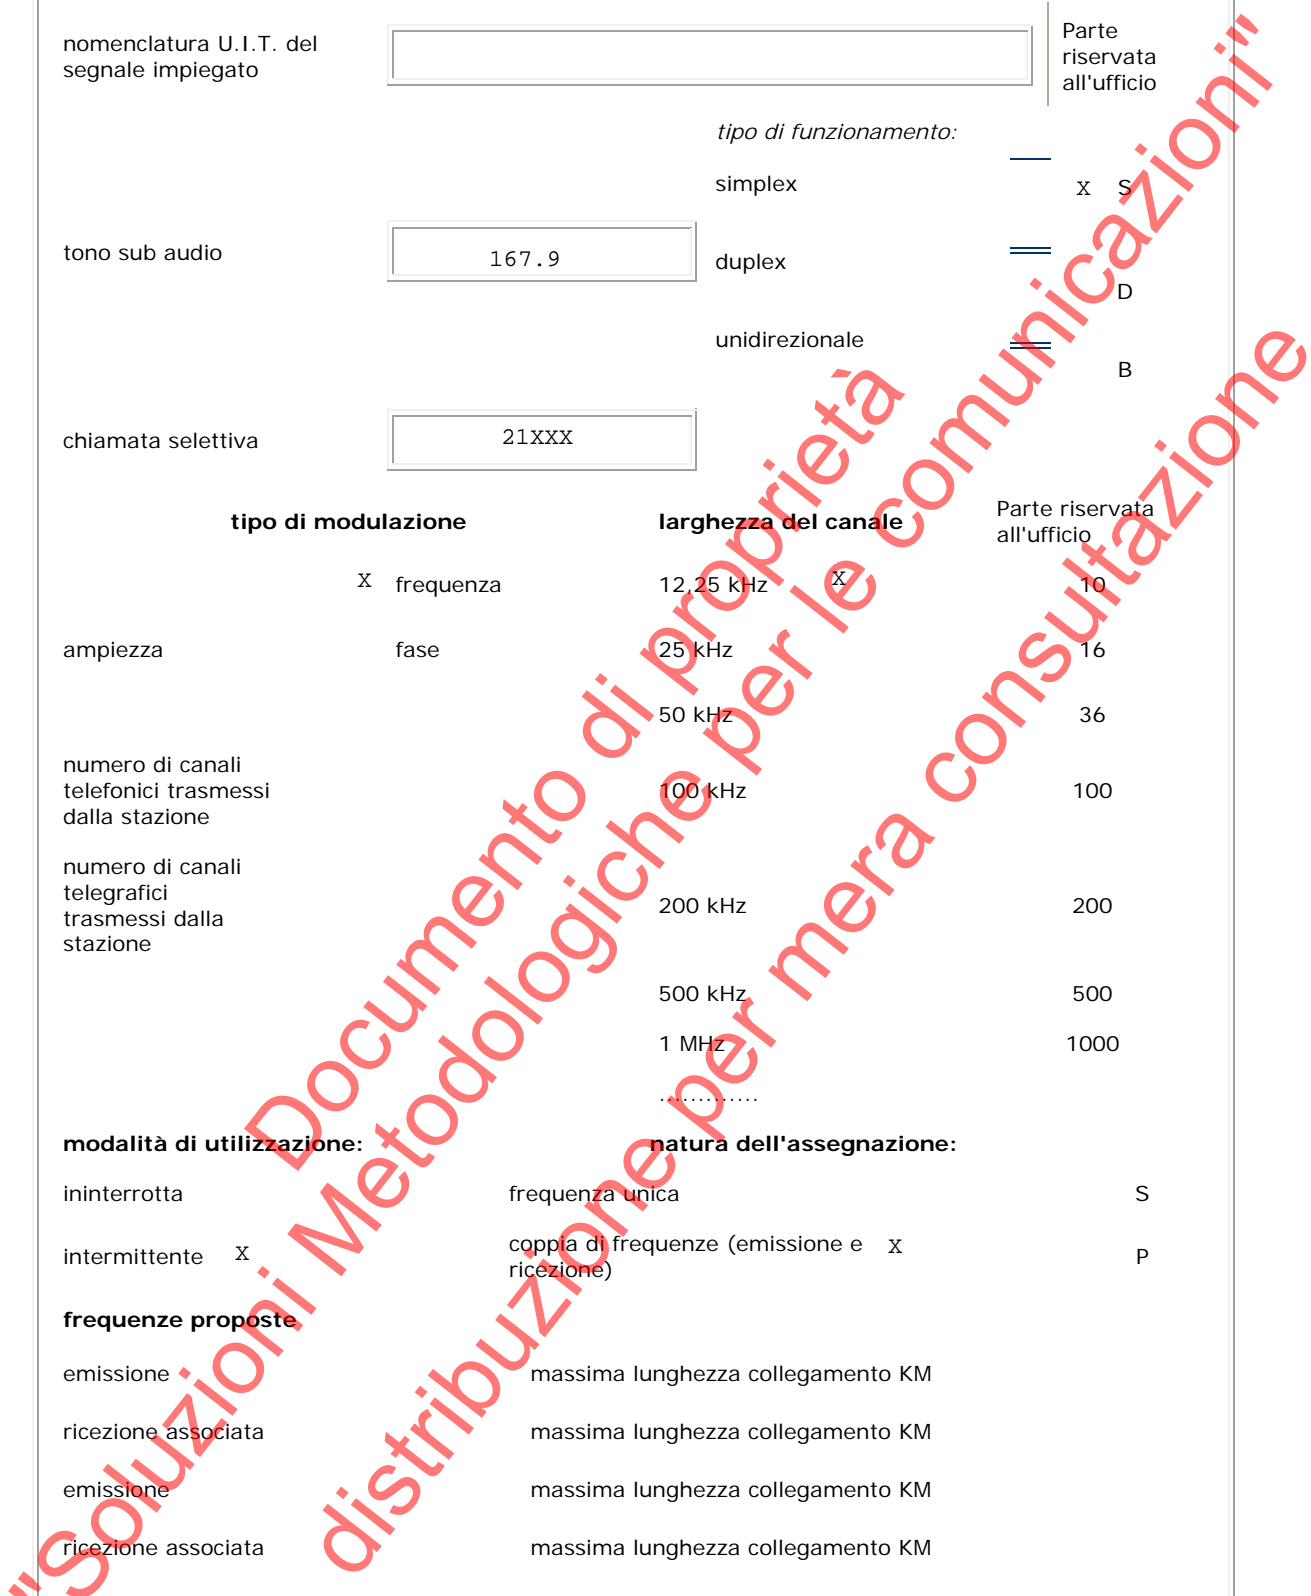 nomenclatura U.I.T. del
segnale impiegato
Parte
riservata
all'ufficio
tipo di funzionamento:
simplex X S
tono sub audio 167.9 duplex
D
unidirezionale
B
chiamata selettiva 21XXX
tipo di modulazione larghezza del canale Parte riservata
all'ufficio
X frequenza 12,25 kHz X 10
ampiezza fase 25 kHz 16
50 kHz 36
numero di canali
telefonici trasmessi
dalla stazione
100 kHz 100
numero di canali
telegrafici
trasmessi dalla
stazione
200 kHz 200
500 kHz 500
1 MHz 1000
.............
modalità di utilizzazione: natura dell'assegnazione:
ininterrotta frequenza unica S
intermittente X coppia di frequenze (emissione e
ricezione) X P
frequenze proposte
emissione massima lunghezza collegamento KM
ricezione associata massima lunghezza collegamento KM
emissione massima lunghezza collegamento KM
ricezione associata massima lunghezza collegamento KM
Documento di proprietà
"Soluzioni Metodologiche per le comunicazioni"
distribuzione per mera consultazione